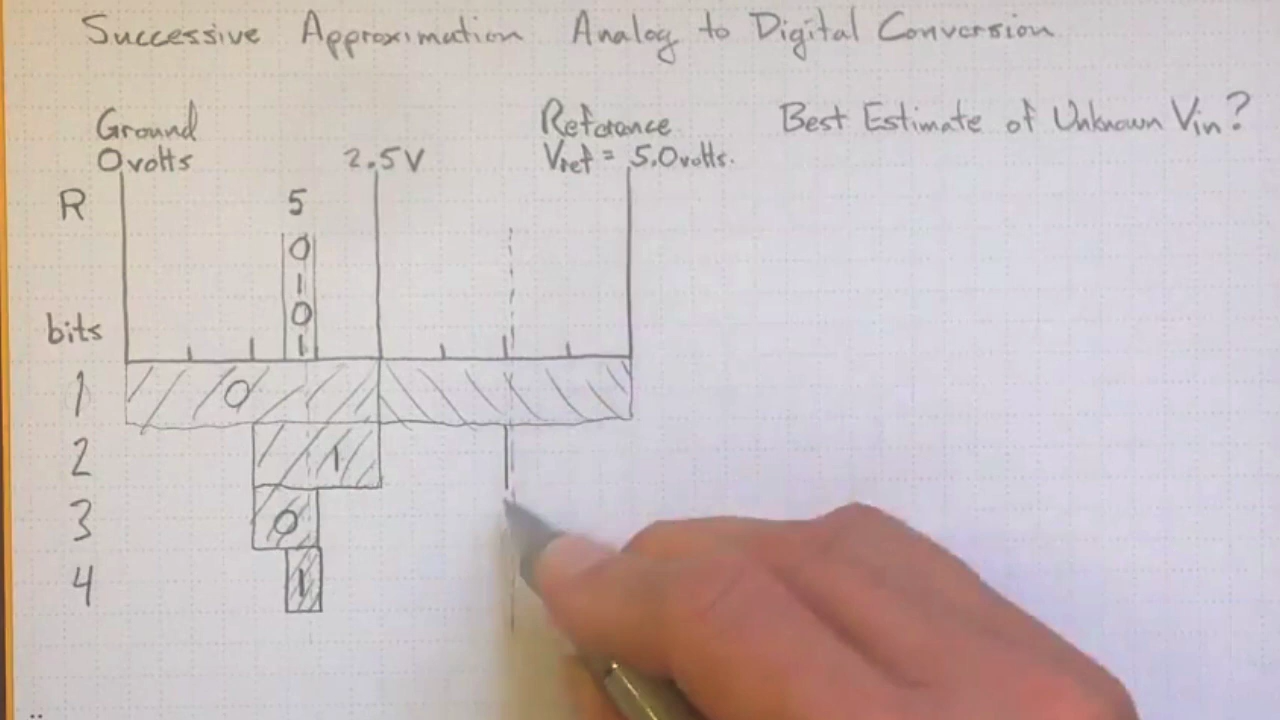 Successive Approximation Analog to Digital Conversion
Ground
0 volts
2.5V
Reference
Vref = 5.0 volts.
Best Estimate of Unknown Vin?
R
5
0
1
0
1
bits
1
0
2
1
3
0
4
1